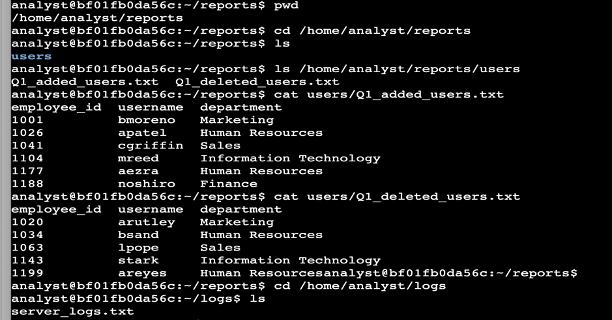 analyst@bf01fb0da56c:~/reports$ pwd
/home/analyst/reports
analyst@bf01fb0da56c:~/reports$ cd /home/analyst/reports
analyst@bf01fb0da56c:~/reports$ ls
users
analyst@bf01fb0da56c:~/reports$ ls /home/analyst/reports/users
Q1_added_users.txt  Q1_deleted_users.txt
analyst@bf01fb0da56c:~/reports$ cat users/Q1_added_users.txt
employee_id  username  department
1001         bmoreno   Marketing
1026         apatel    Human Resources
1041         cgriffin  Sales
1104         mreed     Information Technology
1177         aezra     Human Resources
1188         noshiro   Finance
analyst@bf01fb0da56c:~/reports$ cat users/Q1_deleted_users.txt
employee_id  username  department
1020         arutley   Marketing
1034         bsand     Human Resources
1063         lpope     Sales
1143         stark     Information Technology
1199         areyes    Human Resourcesanalyst@bf01fb0da56c:~/reports$
analyst@bf01fb0da56c:~/reports$ cd /home/analyst/logs
analyst@bf01fb0da56c:~/logs$ ls
server_logs.txt